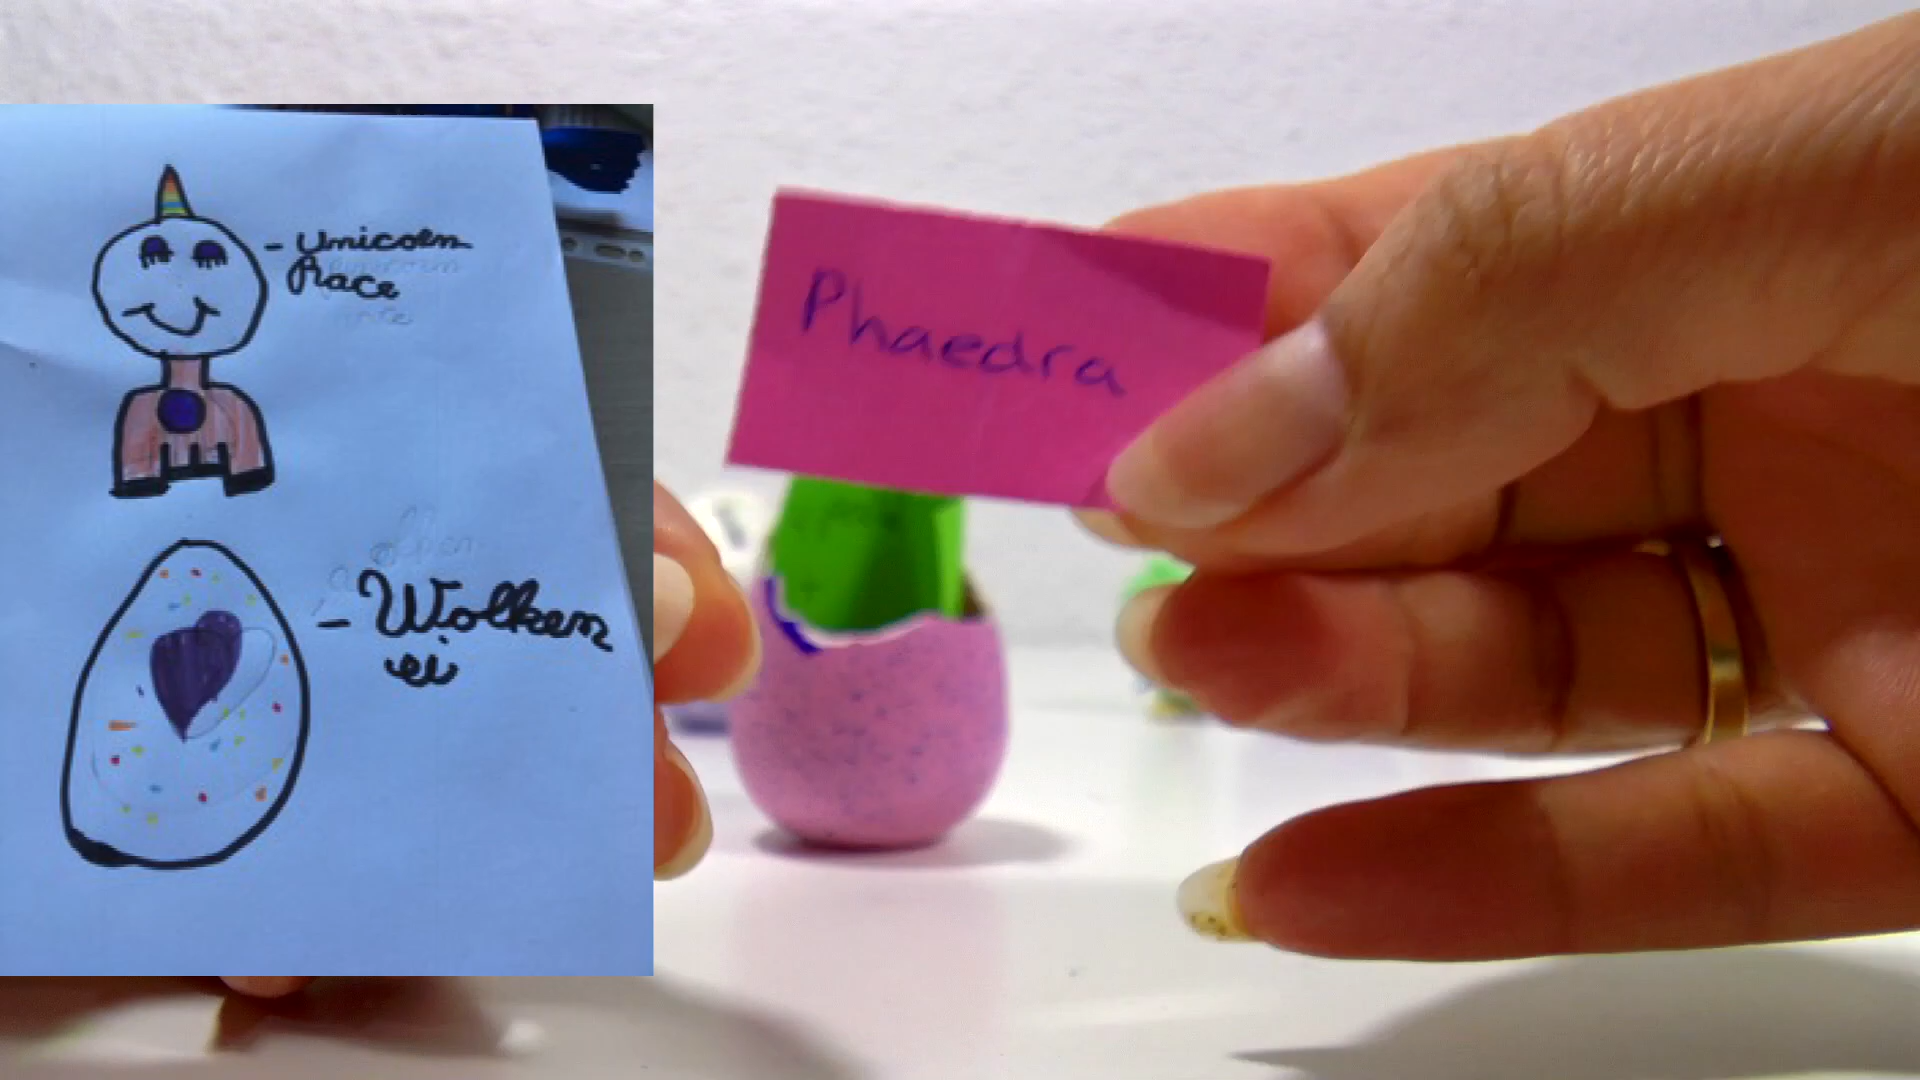 - Unicorn
Race
- Wolken
ei
Phaedra